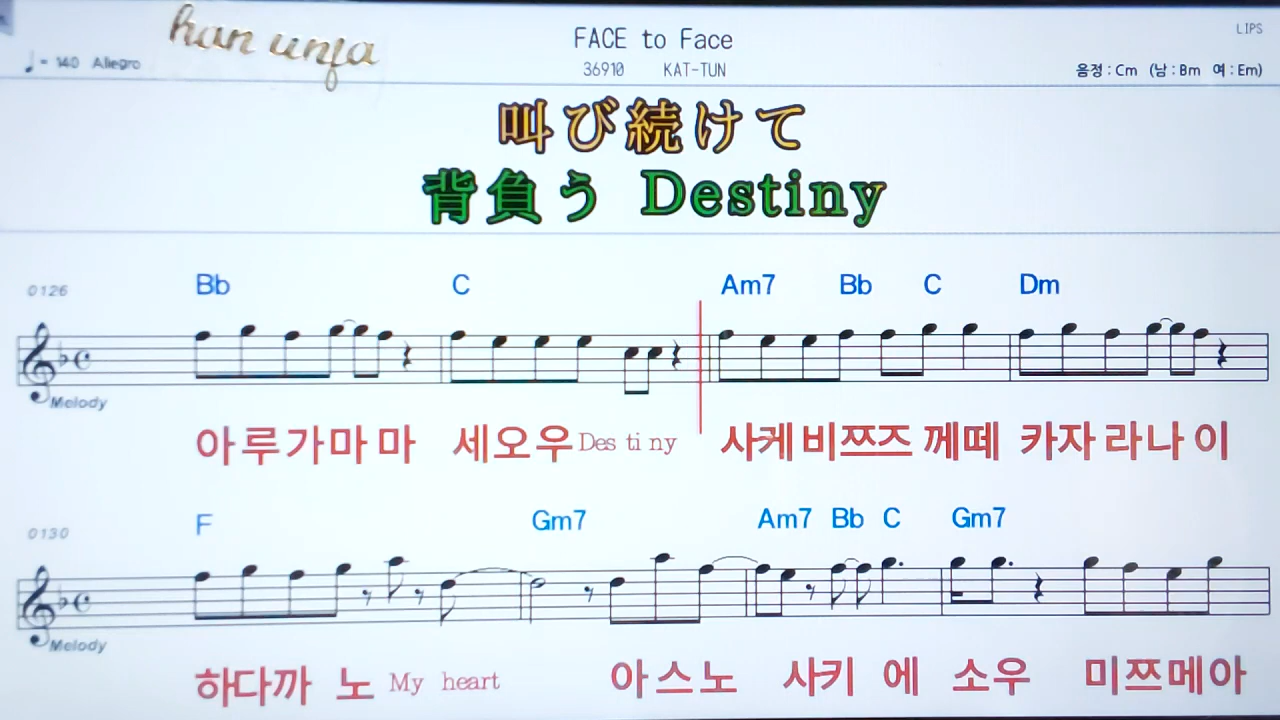 han unfa
FACE to Face
LIPS
♩= 140 Allegro
36910 KAT-TUN
음정 : Cm (남 : Bm 여 : Em)
叫び続けて
背負う Destiny
0126 Bb C Am7 Bb C Dm
Melody
아루가마마 세오우 Des ti ny 사케비쯔즈 께떼 카자라나이
0130 F Gm7 Am7 Bb C Gm7
Melody
하다까 노 My heart 아스노 사키 에 소우 미쯔메아